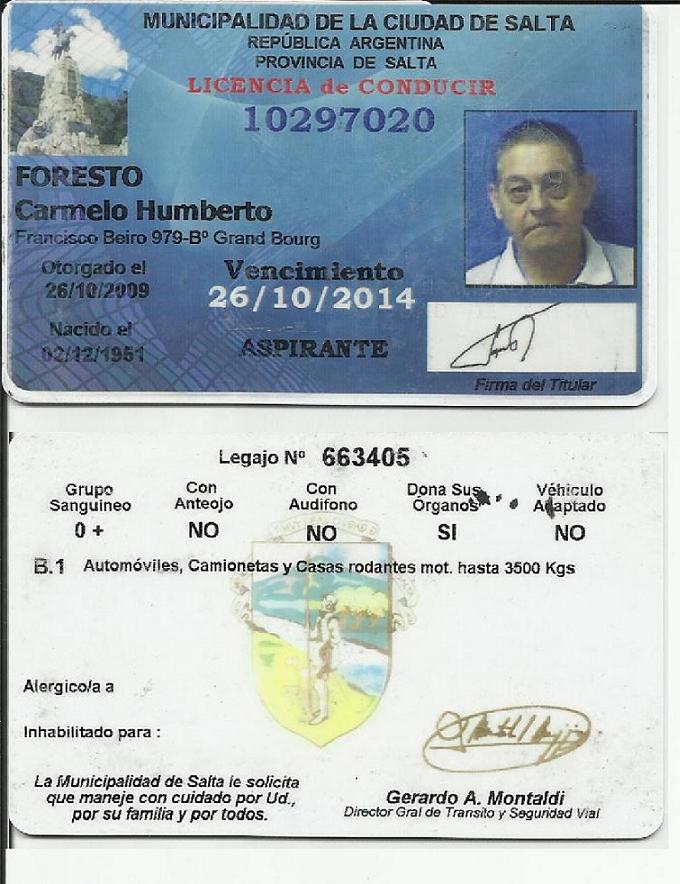 MUNICIPALIDAD DE LA CIUDAD DE SALTA
REPÚBLICA ARGENTINA
PROVINCIA DE SALTA
LICENCIA de CONDUCIR
10297020
FORESTO
Carmelo Humberto
Francisco Beiro 979-Bº Grand Bourg
Otorgado el
26/10/2009
Vencimiento
26/10/2014
Nacido el
02/12/1951
ASPIRANTE
Firma del Titular
Legajo Nº 663405
Grupo Sanguineo
0 +
Con Anteojo
NO
Con Audifono
NO
Dona Sus Órganos
SI
Véhiculo Adaptado
NO
B.1 Automóviles, Camionetas y Casas rodantes mot. hasta 3500 Kgs
Alergico/a a
Inhabilitado para :
La Municipalidad de Salta le solicita
que maneje con cuidado por Ud.,
por su familia y por todos.
Gerardo A. Montaldi
Director Gral de Transito y Seguridad Vial